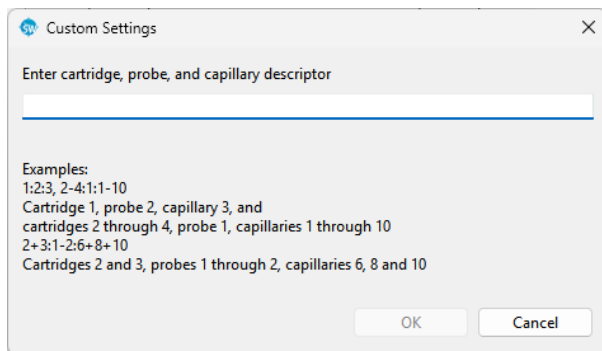 SW Custom Settings
Enter cartridge, probe, and capillary descriptor
Examples:
1:2:3, 2-4:1:1-10
Cartridge 1, probe 2, capillary 3, and
cartridges 2 through 4, probe 1, capillaries 1 through 10
2+3:1-2:6+8+10
Cartridges 2 and 3, probes 1 through 2, capillaries 6, 8 and 10
OK Cancel